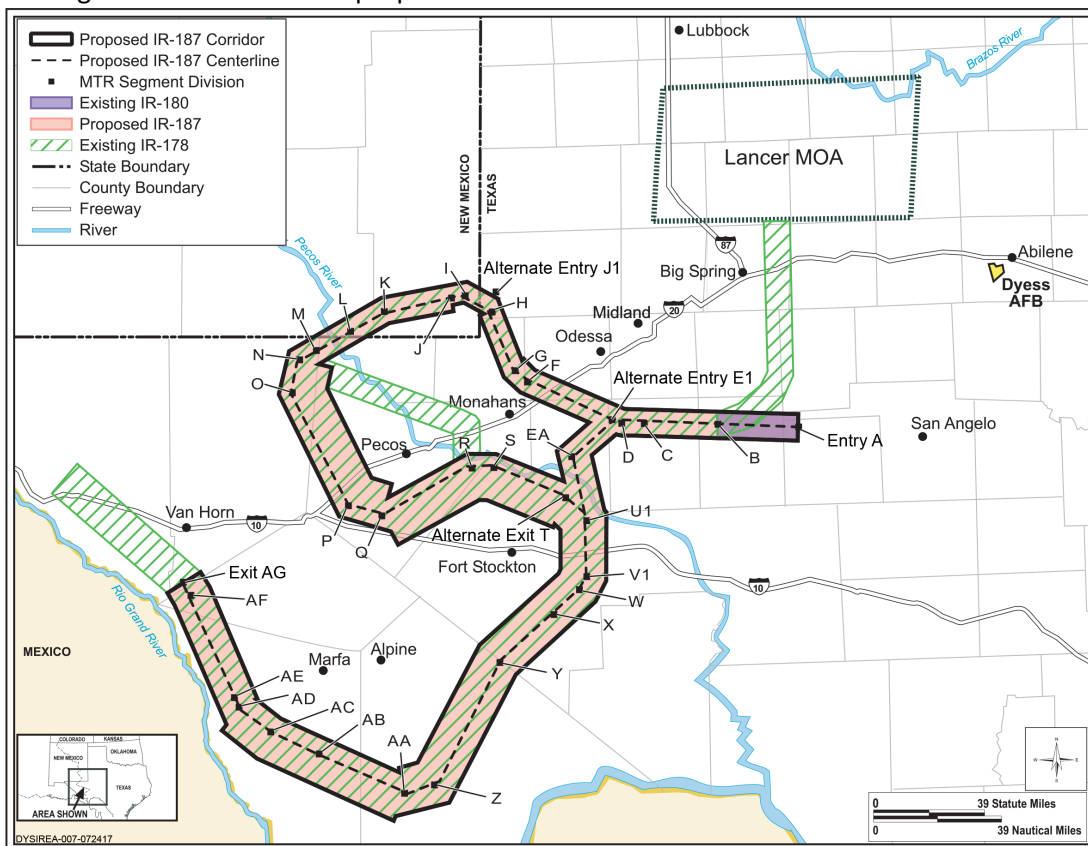 Proposed IR-187 Corridor
Proposed IR-187 Centerline
MTR Segment Division
Existing IR-180
Proposed IR-187
Existing IR-178
State Boundary
County Boundary
Freeway
River
Lubbock
Brazos River
Lancer MOA
NEW MEXICO
TEXAS
87
Abilene
Big Spring
Dyess
AFB
Pecos River
I
Alternate Entry J1
K
H
20
L
Midland
M
J
Odessa
N
G
F
O
Alternate Entry E1
Monahans
San Angelo
Pecos
R
S
EA
D
C
B
Entry A
Van Horn
10
P
Q
Alternate Exit T
U1
Fort Stockton
Exit AG
V1
10
AF
W
Rio Grand River
X
MEXICO
Marfa
Alpine
Y
AE
AD
AC
AB
AA
Z
COLORADO
KANSAS
NEW MEXICO
OKLAHOMA
TEXAS
AREA SHOWN
N
W
E
S
0
39 Statute Miles
0
39 Nautical Miles
DYSIREA-007-072417